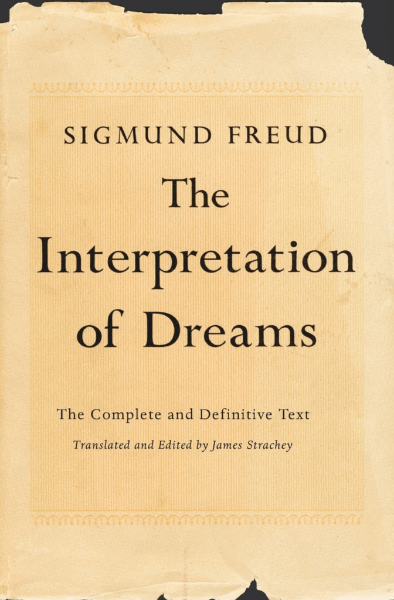 SIGMUND FREUD
The
Interpretation
of Dreams
The Complete and Definitive Text
Translated and Edited by James Strachey